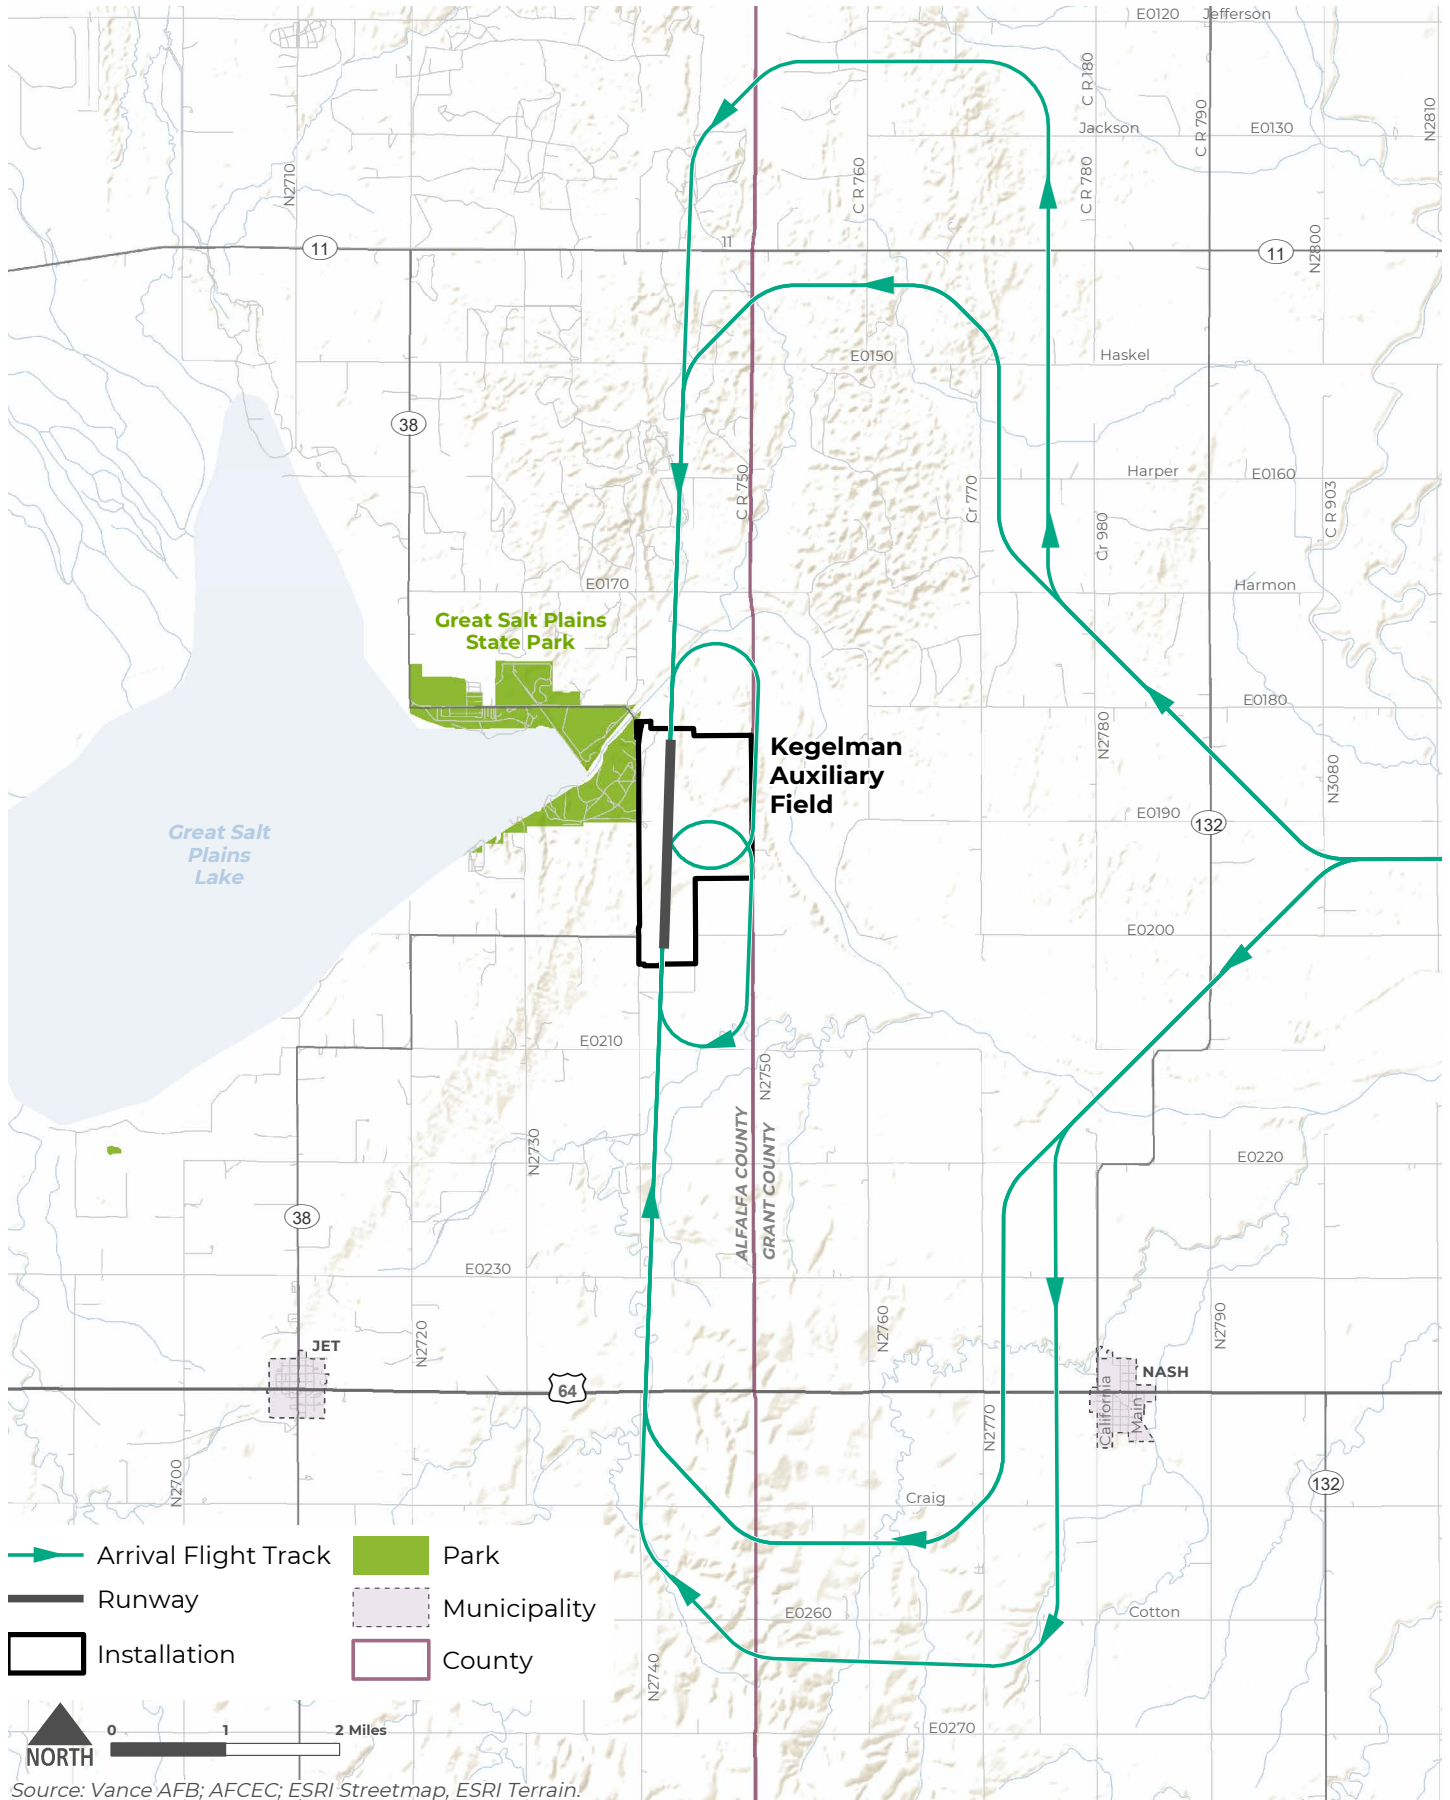 E0120
Jefferson
C R 180
Jackson
C R 790
E0130
N2810
N2710
C R 760
C R 780
11
11
11
N2800
E0150
Haskel
38
C R 750
Cr 770
Harper
E0160
C R 903
Cr 980
E0170
Harmon
Great Salt Plains
State Park
E0180
N2780
Kegelman
Auxiliary
Field
N3080
E0190
132
Great Salt
Plains
Lake
E0200
E0210
N2750
N2730
ALFALFA COUNTY
GRANT COUNTY
E0220
38
E0230
N2720
N2760
N2790
JET
NASH
64
California
Main
N2770
N2700
132
Craig
E0260
Cotton
N2740
E0270
Arrival Flight Track
Runway
Installation
Park
Municipality
County
NORTH
0 1 2 Miles
Source: Vance AFB; AFCEC; ESRI Streetmap, ESRI Terrain.